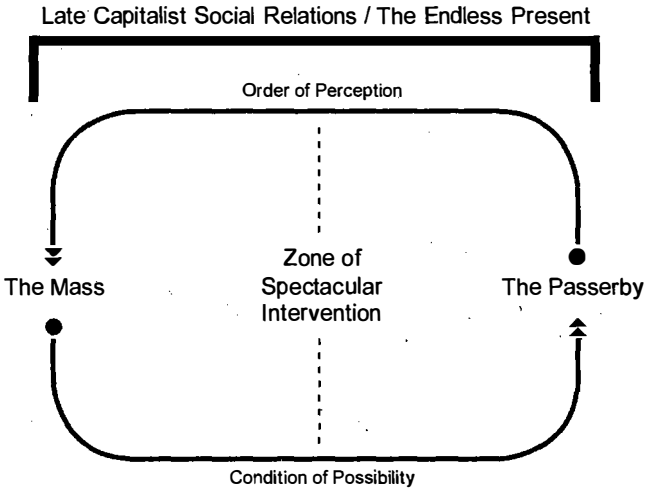 Late Capitalist Social Relations / The Endless Present
Order of Perception
Zone of
Spectacular
Intervention
The Mass
The Passerby
Condition of Possibility